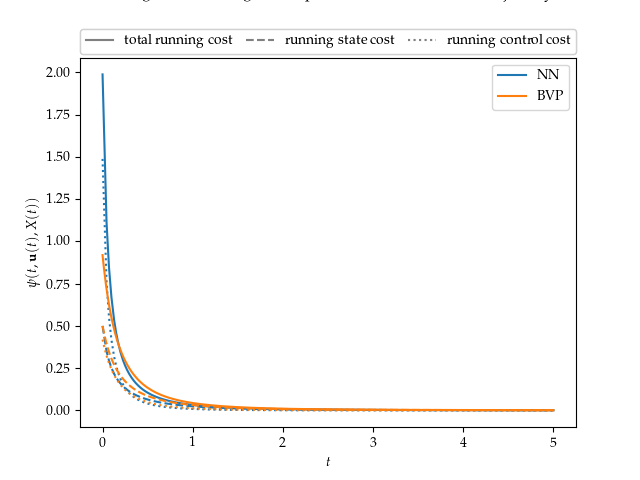 total running cost running state cost running control cost
NN
BVP
2.00
1.75
1.50
1.25
1.00
0.75
0.50
0.25
0.00
ψ(t, u(t), X(t))
0 1 2 3 4 5
t